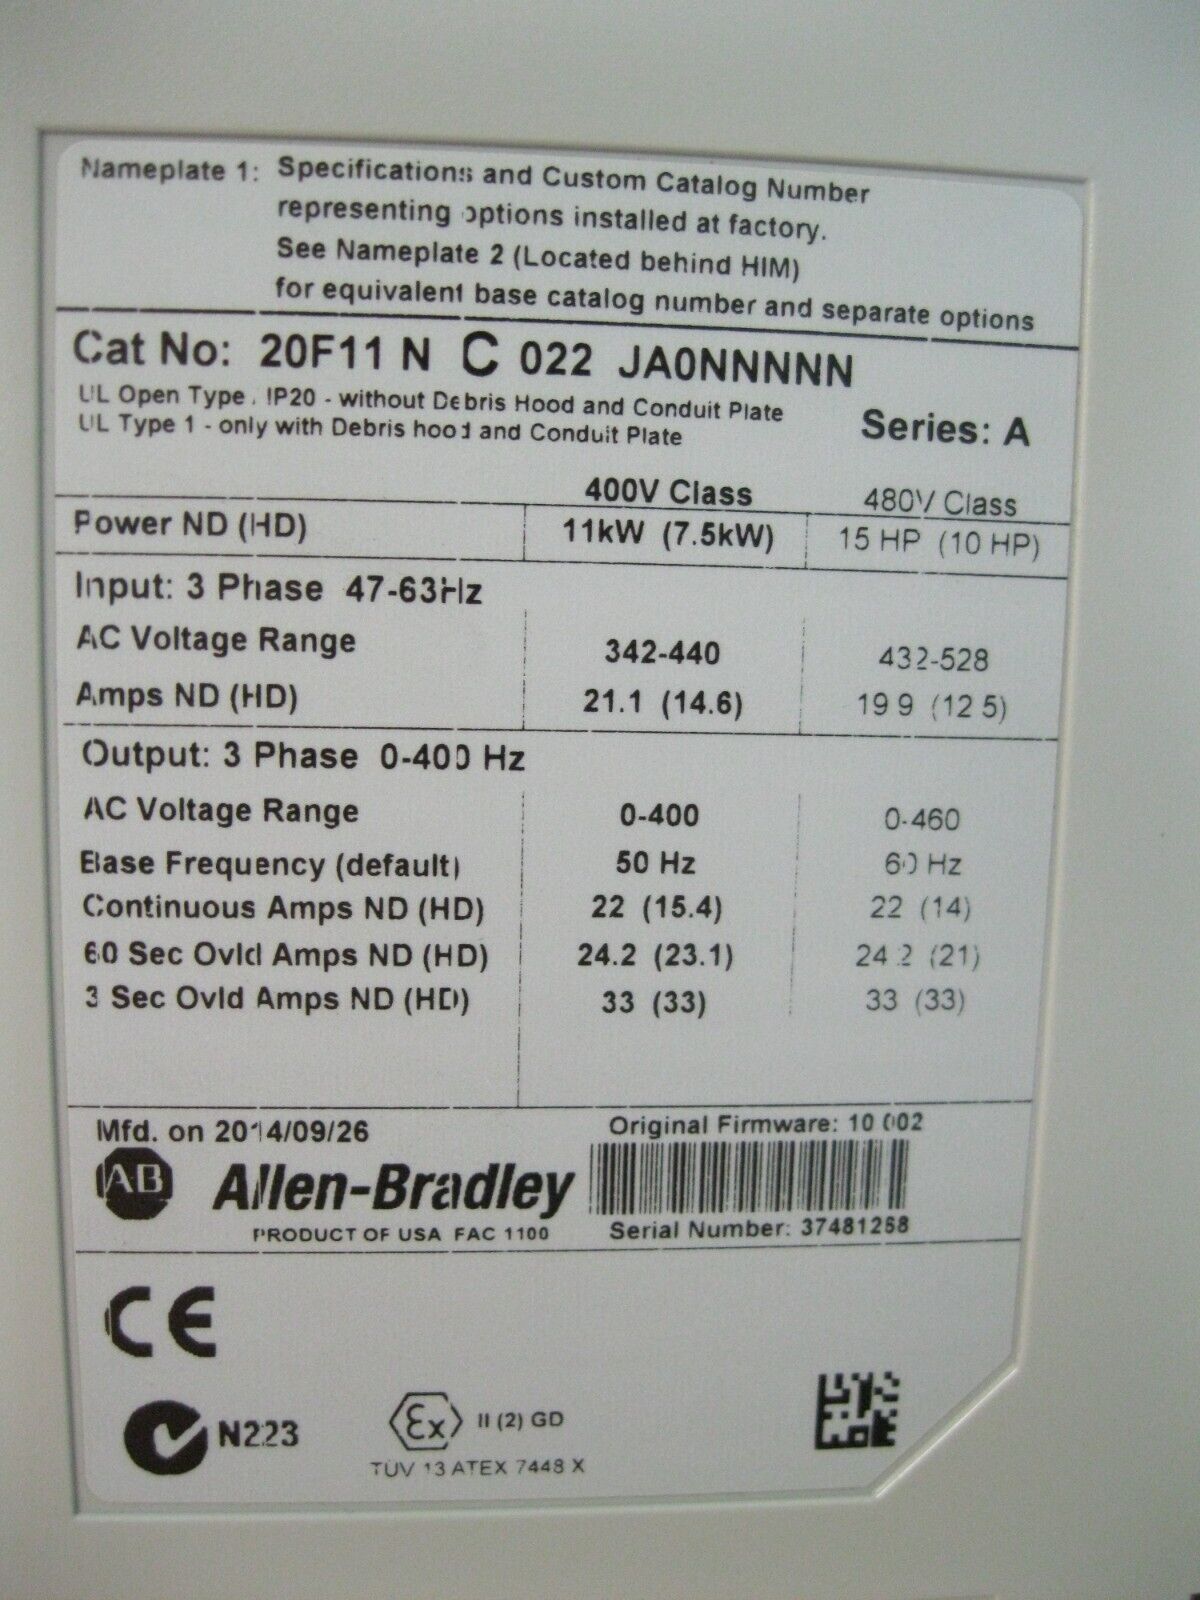 Nameplate 1: Specifications and Custom Catalog Number
representing options installed at factory.
See Nameplate 2 (Located behind HIM)
for equivalent base catalog number and separate options
Cat No: 20F11 N C 022 JA0NNNNN
UL Open Type, IP20 - without Debris Hood and Conduit Plate
UL Type 1 - only with Debris hood and Conduit Plate
Series: A
400V Class 480V Class
Power ND (HD) 11kW (7.5kW) 15 HP (10 HP)
Input: 3 Phase 47-63Hz
AC Voltage Range 342-440 432-528
Amps ND (HD) 21.1 (14.6) 19.9 (12.5)
Output: 3 Phase 0-400 Hz
AC Voltage Range 0-400 0-460
Base Frequency (default) 50 Hz 60 Hz
Continuous Amps ND (HD) 22 (15.4) 22 (14)
60 Sec Ovld Amps ND (HD) 24.2 (23.1) 24.2 (21)
3 Sec Ovld Amps ND (HD) 33 (33) 33 (33)
Mfd. on 2014/09/26 Original Firmware: 10.002
AB Allen-Bradley
PRODUCT OF USA FAC 1100 Serial Number:
CE
N223
Ex II (2) GD
TÜV 13 ATEX 7448 X